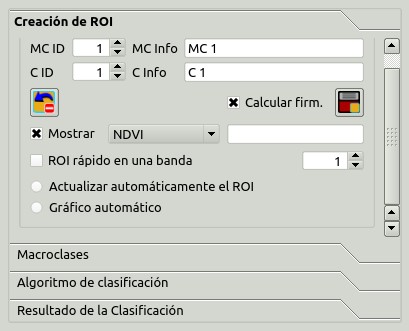 Creación de ROI
MC ID 1 MC Info MC 1
C ID 1 C Info C 1
Calcular firm.
Mostrar NDVI
ROI rápido en una banda 1
Actualizar automáticamente el ROI
Gráfico automático
Macroclases
Algoritmo de clasificación
Resultado de la Clasificación